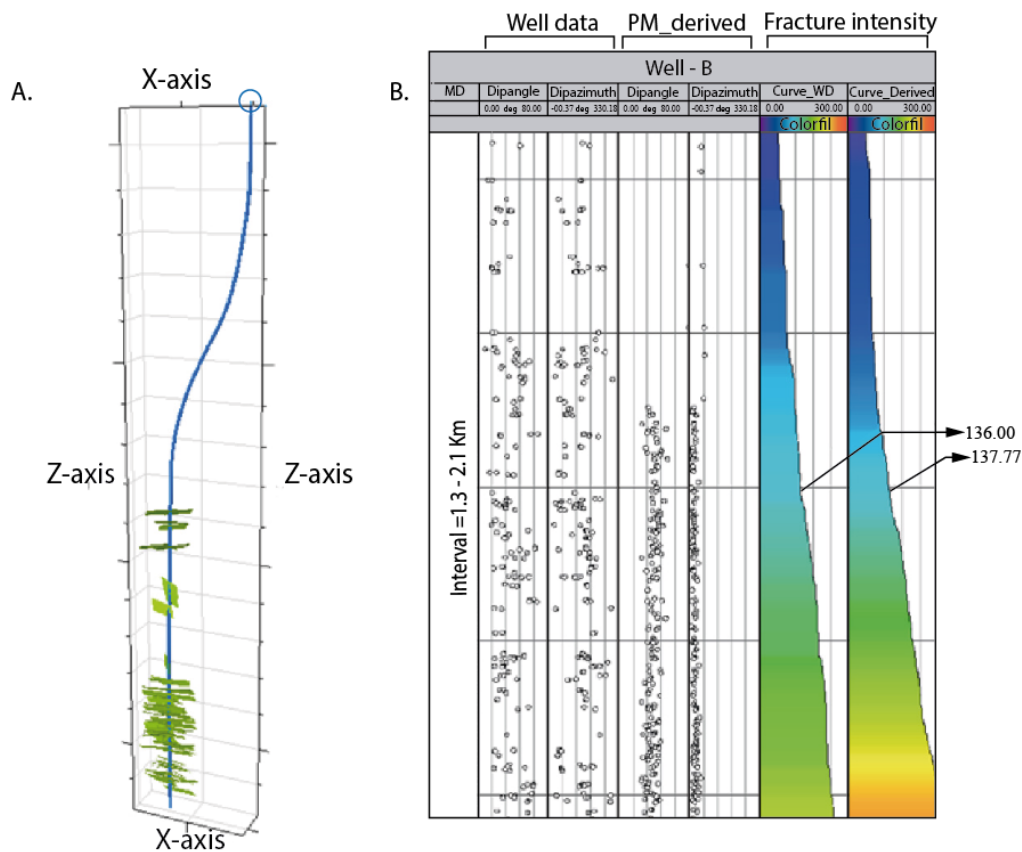 A.
X-axis
Z-axis
Z-axis
X-axis
B.
Well data PM_derived Fracture intensity
Well - B
MD Dipangle Dipazimuth Dipangle Dipazimuth Curve_WD Curve_Derived
0.00 deg 80.00 -00.37 deg 330.18 0.00 deg 80.00 -00.37 deg 330.18 0.00 300.00 0.00 300.00
Colorfil Colorfil
Interval =1.3 - 2.1 Km
136.00
137.77